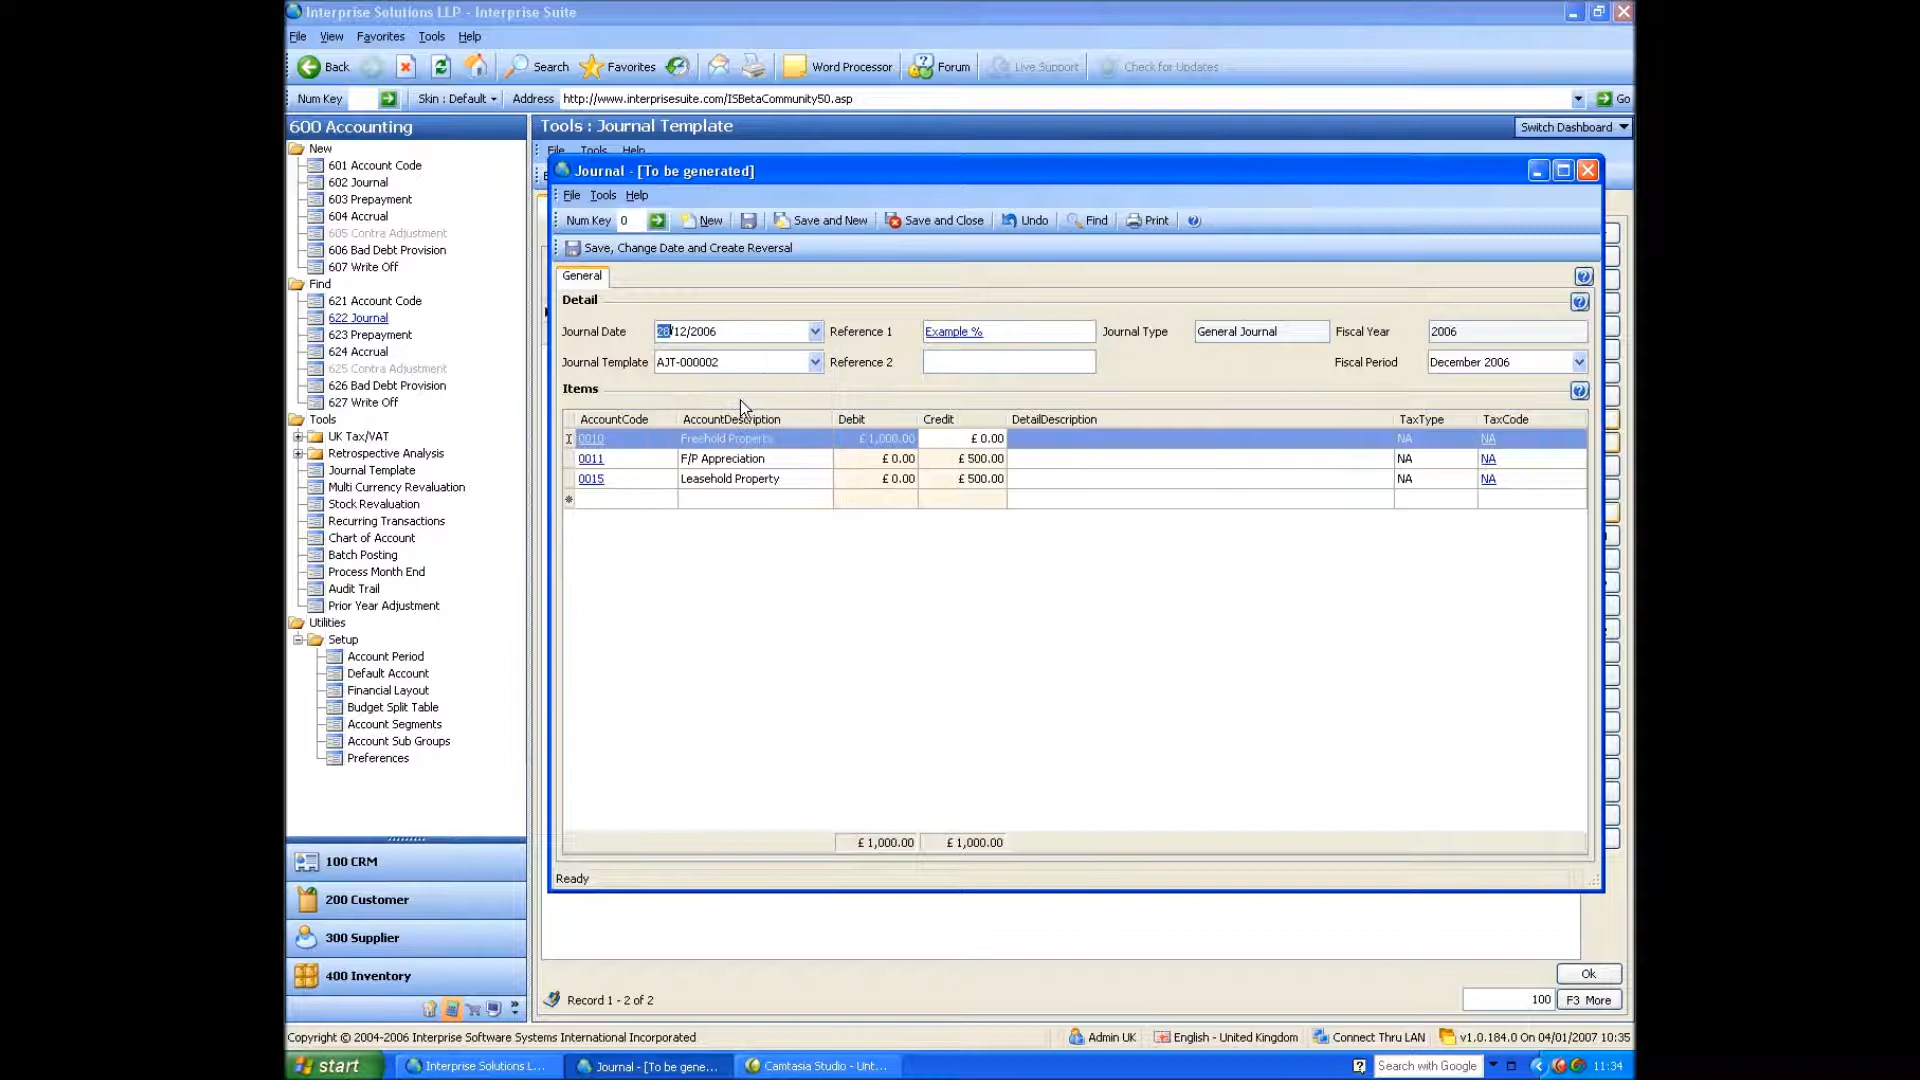 Interprise Solutions LLP - Interprise Suite
File View Favorites Tools Help
Back Search Favorites Word Processor Forum Live Support Check for Updates
Num Key Skin : Default Address http://www.interprisesuite.com/ISBetaCommunity50.asp Go
600 Accounting
New
601 Account Code
602 Journal
603 Prepayment
604 Accrual
605 Contra Adjustment
606 Bad Debt Provision
607 Write Off
Find
621 Account Code
622 Journal
623 Prepayment
624 Accrual
625 Contra Adjustment
626 Bad Debt Provision
627 Write Off
Tools
UK Tax/VAT
Retrospective Analysis
Journal Template
Multi Currency Revaluation
Stock Revaluation
Recurring Transactions
Chart of Account
Batch Posting
Process Month End
Audit Trail
Prior Year Adjustment
Utilities
Setup
Account Period
Default Account
Financial Layout
Budget Split Table
Account Segments
Account Sub Groups
Preferences
100 CRM
200 Customer
300 Supplier
400 Inventory
Tools : Journal Template Switch Dashboard
File Tools Help
Journal - [To be generated]
File Tools Help
Num Key 0 New Save and New Save and Close Undo Find Print
Save, Change Date and Create Reversal
General
Detail
Journal Date 28/12/2006 Reference 1 Example % Journal Type General Journal Fiscal Year 2006
Journal Template AJT-000002 Reference 2 Fiscal Period December 2006
Items
AccountCode AccountDescription Debit Credit DetailDescription TaxType TaxCode
0010 Freehold Property £ 1,000.00 £ 0.00 NA NA
0011 F/P Appreciation £ 0.00 £ 500.00 NA NA
0015 Leasehold Property £ 0.00 £ 500.00 NA NA
£ 1,000.00 £ 1,000.00
Ready
Ok
Record 1 - 2 of 2 100 F3 More
Copyright © 2004-2006 Interprise Software Systems International Incorporated Admin UK English - United Kingdom Connect Thru LAN v1.0.184.0 On 04/01/2007 10:35
start Interprise Solutions L... Journal - [To be gene... Camtasia Studio - Unt... Search with Google 11:34